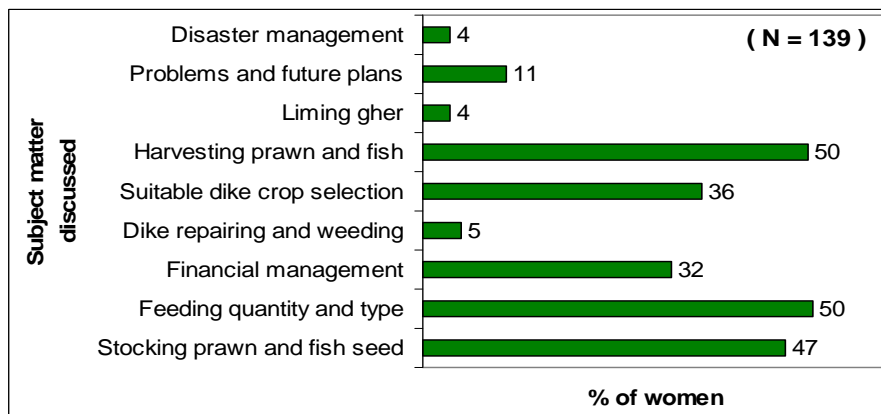 ( N = 139 )
Subject matter
discussed
Disaster management 4
Problems and future plans 11
Liming gher 4
Harvesting prawn and fish 50
Suitable dike crop selection 36
Dike repairing and weeding 5
Financial management 32
Feeding quantity and type 50
Stocking prawn and fish seed 47
% of women